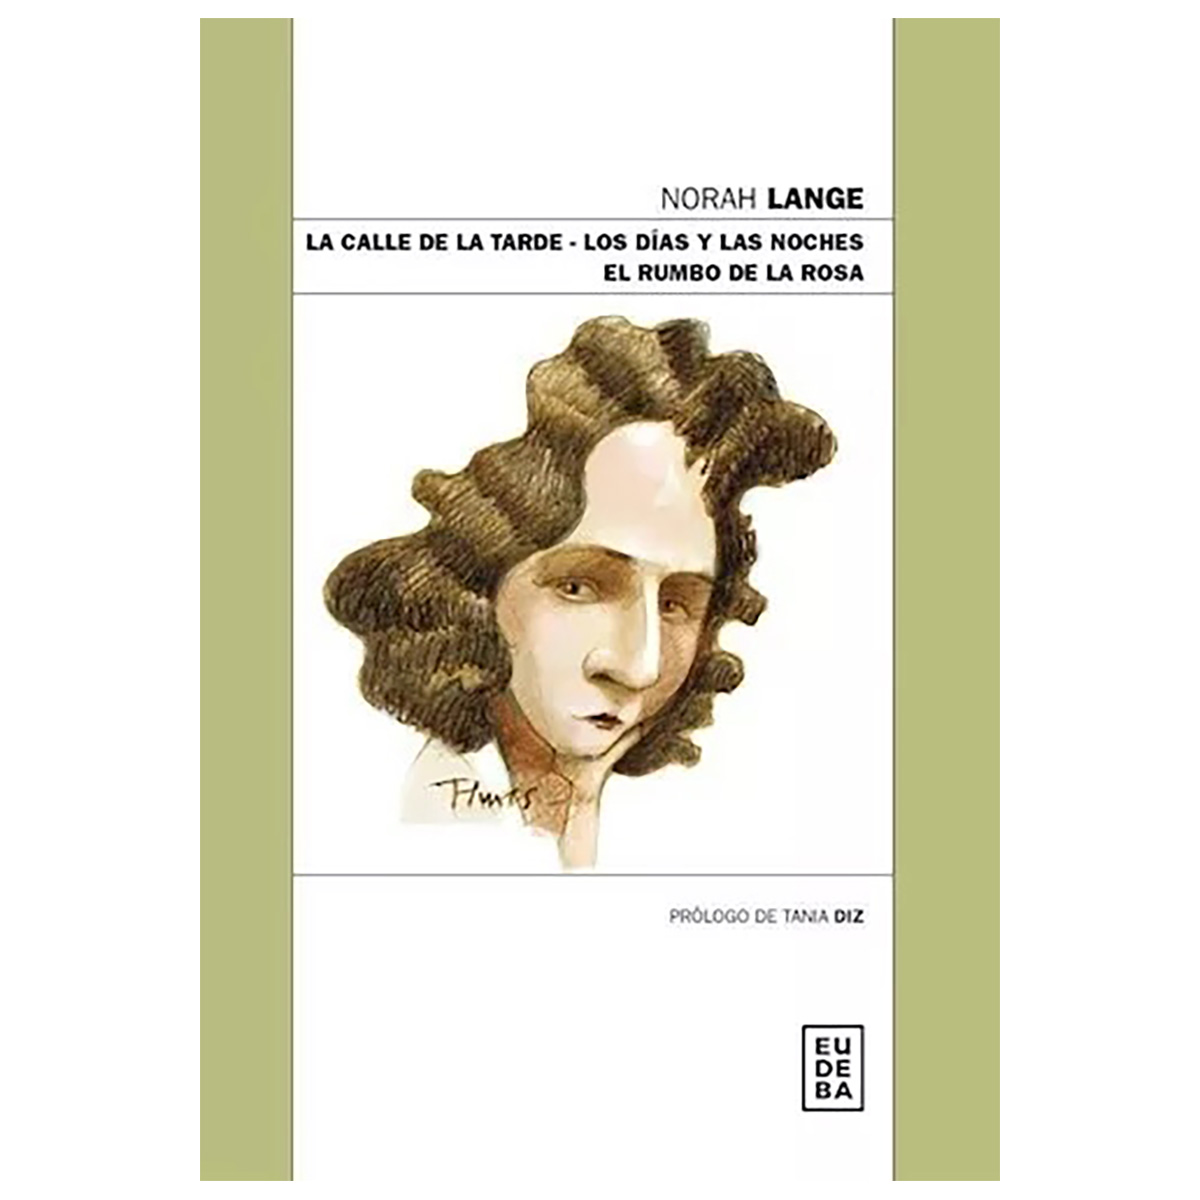 NORAH LANGE
LA CALLE DE LA TARDE - LOS DÍAS Y LAS NOCHES
EL RUMBO DE LA ROSA
PRÓLOGO DE TANIA DIZ
EU
DE
BA